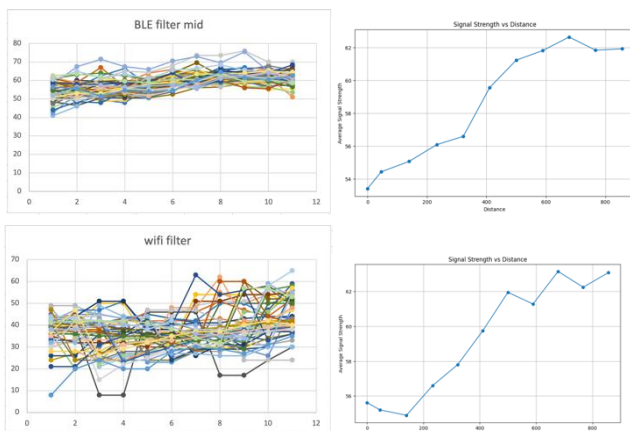 BLE filter mid
80
70
60
50
40
30
20
10
0
0 2 4 6 8 10 12
Signal Strength vs Distance
Average Signal Strength
62
60
58
56
54
0 200 400 600 800
Distance
wifi filter
70
60
50
40
30
20
10
0
0 2 4 6 8 10 12
Signal Strength vs Distance
Average Signal Strength
62
60
58
56
0 200 400 600 800